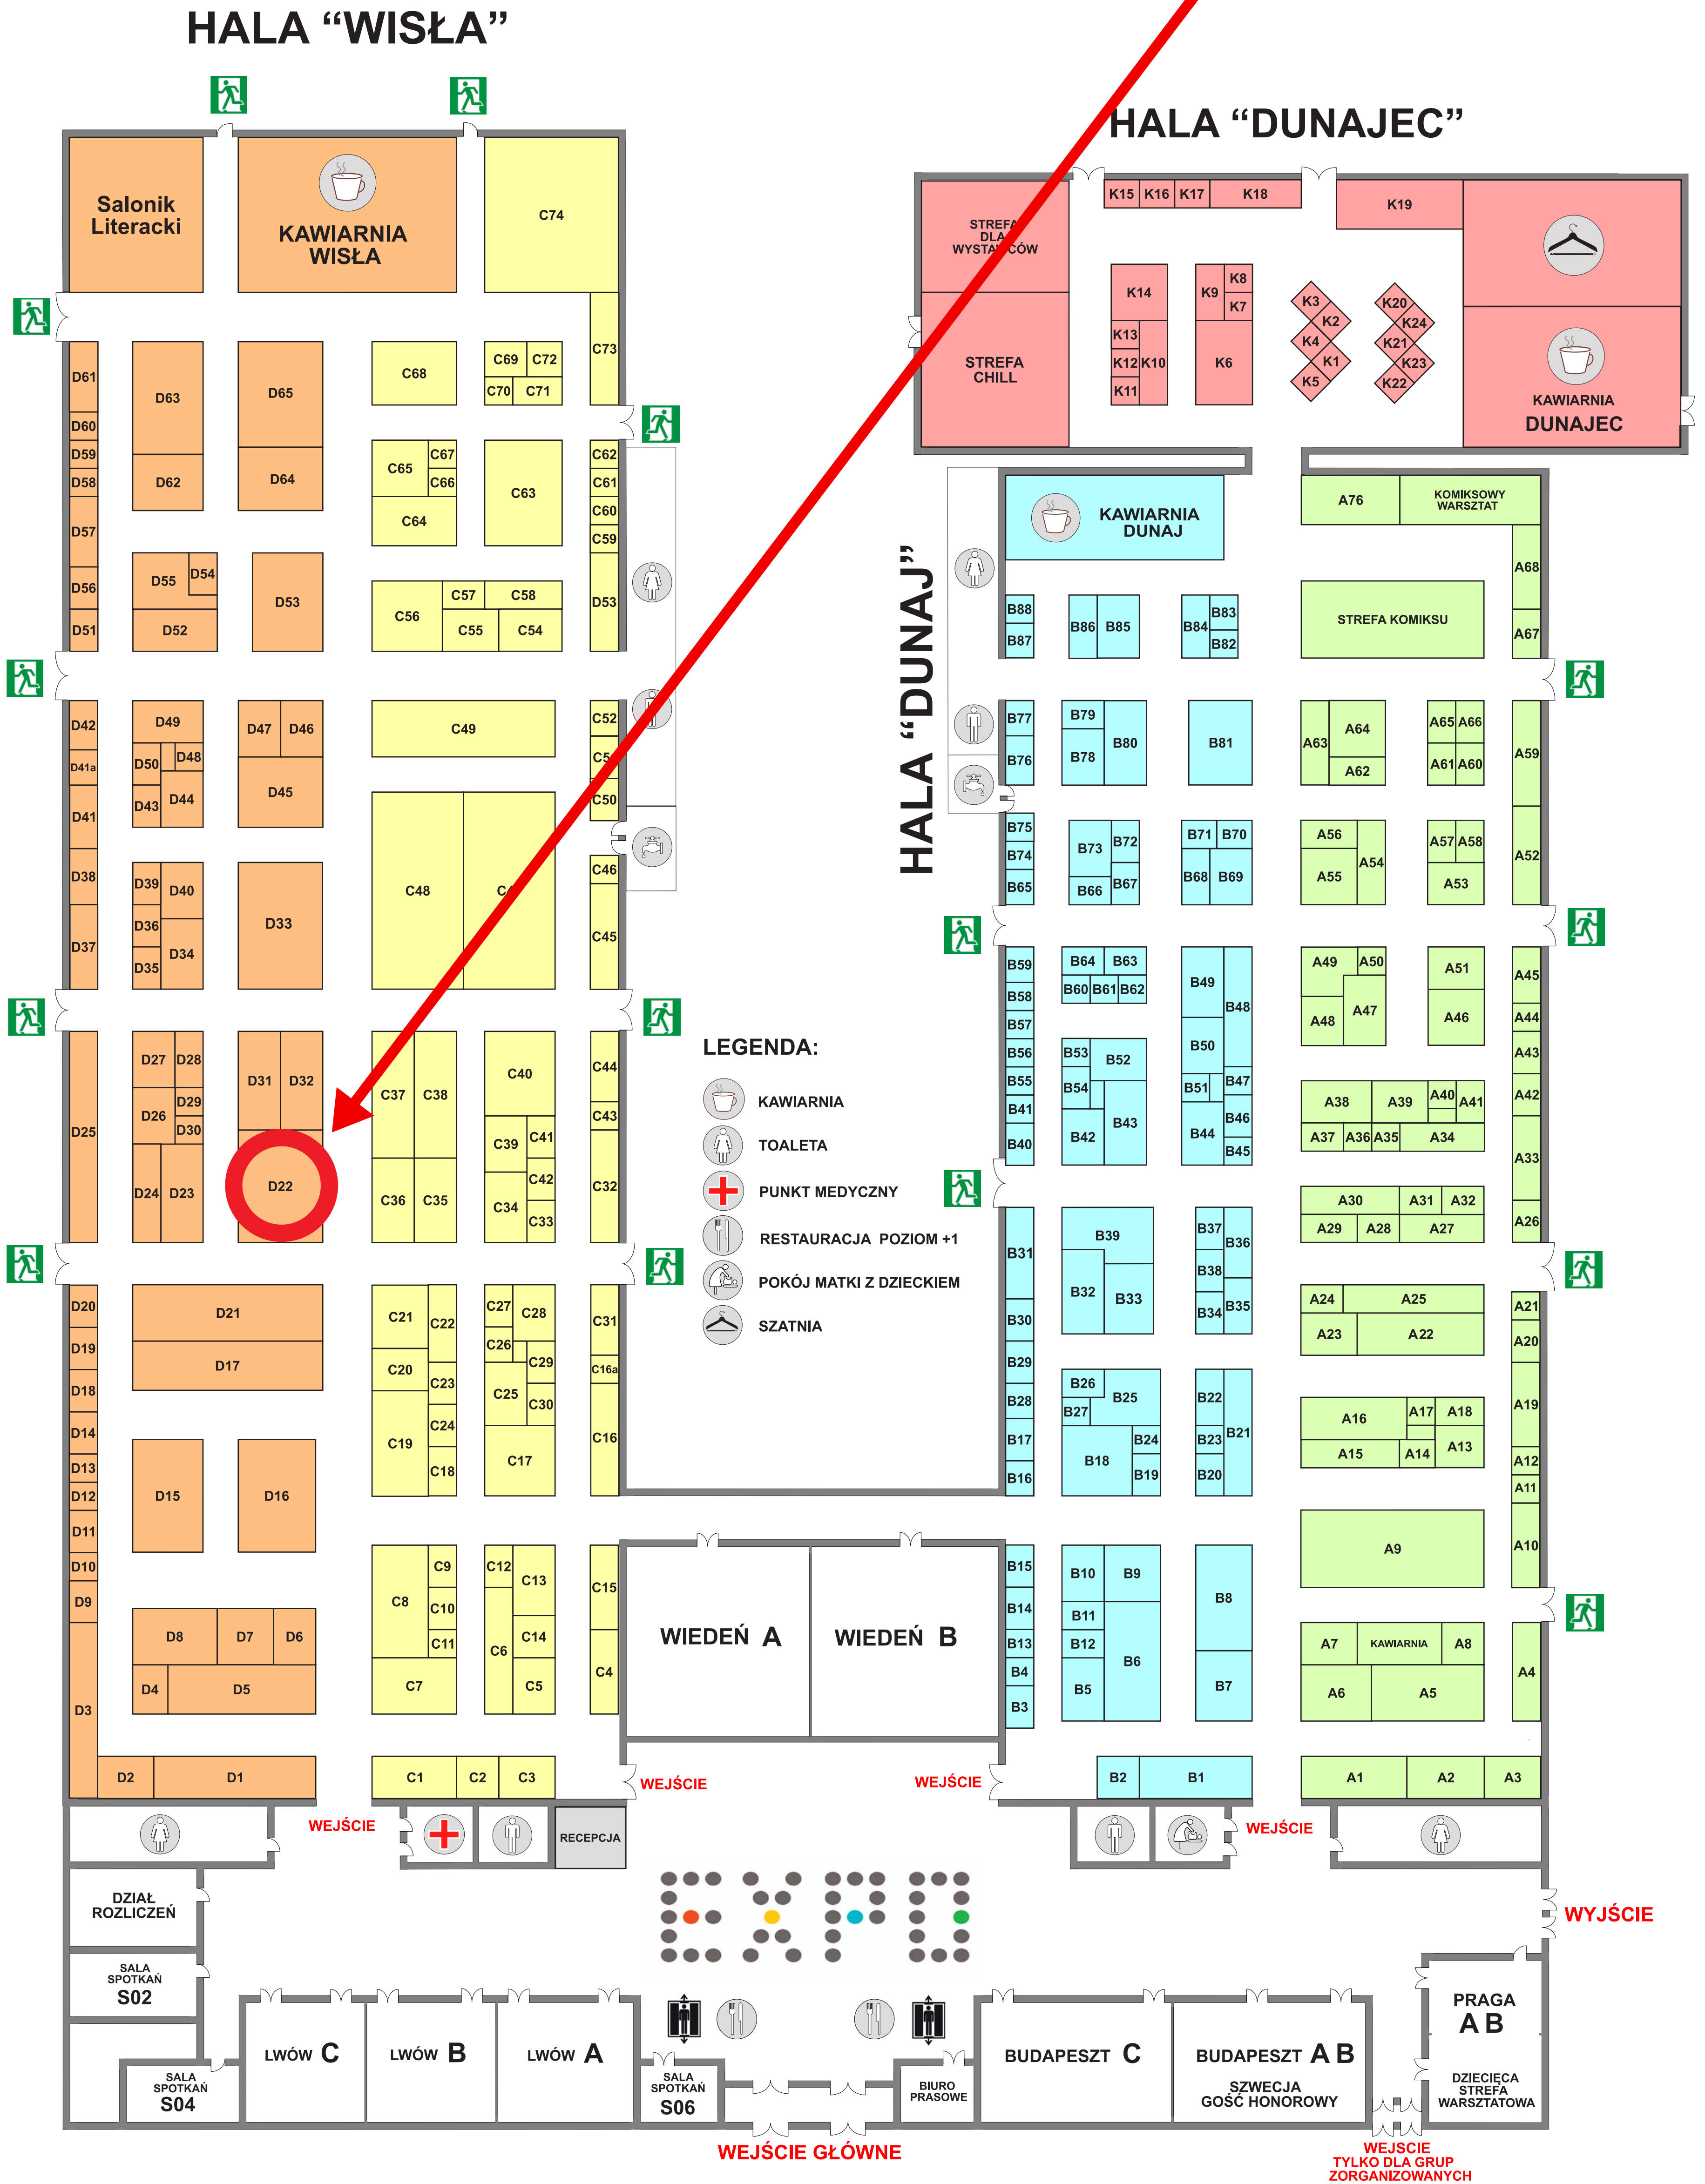 HALA “WISŁA”
HALA “DUNAJEC”
Salonik
Literacki
KAWIARNIA
WISŁA
C74
C73
D61
D60
D59
D58
D57
D56
D51
D63
D62
D65
D64
C68
C69
C72
C70
C71
C65
C67
C66
C64
C63
C62
C61
C60
C59
D53
D55
D54
D52
D53
C56
C57
C58
C55
C54
D42
D41a
D41
D38
D37
D49
D50
D48
D43
D44
D47
D46
D45
C49
C52
C50
D39
D40
D36
D34
D35
D33
C48
C46
C45
D25
D27
D28
D26
D29
D30
D24
D23
D31
D32
D22
C37
C38
C36
C35
C40
C39
C41
C42
C34
C33
C44
C43
C32
D20
D19
D18
D14
D13
D12
D11
D10
D9
D3
D21
D17
D15
D16
C21
C22
C20
C23
C19
C24
C18
C27
C28
C26
C29
C25
C30
C17
C31
C16a
C16
D8
D7
D6
D4
D5
D2
D1
C8
C9
C10
C11
C7
C12
C13
C6
C14
C5
C15
C4
C1
C2
C3
STREFA
DLA
WYSTAWCÓW
STREFA
CHILL
K15
K16
K17
K18
K19
K14
K13
K12
K11
K10
K9
K8
K7
K6
K3
K2
K4
K1
K5
K20
K24
K21
K23
K22
KAWIARNIA
DUNAJEC
HALA “DUNAJ”
KAWIARNIA
DUNAJ
A76
KOMIKSOWY
WARSZTAT
A68
A67
STREFA KOMIKSU
B88
B87
B86
B85
B84
B83
B82
B77
B76
B79
B78
B80
B81
A63
A64
A62
A65
A66
A61
A60
A59
B75
B74
B65
B73
B72
B66
B67
B71
B70
B68
B69
A56
A55
A54
A57
A58
A53
A52
B59
B58
B57
B56
B55
B41
B40
B64
B63
B60
B61
B62
B53
B52
B54
B42
B43
B49
B48
B50
B51
B47
B46
B44
B45
A49
A50
A48
A47
A51
A46
A45
A44
A43
A42
A38
A39
A40
A41
A37
A36
A35
A34
A33
A30
A31
A32
A29
A28
A27
A26
B31
B30
B29
B28
B17
B16
B39
B32
B33
B37
B36
B38
B34
B35
A24
A25
A23
A22
A21
A20
A19
B26
B25
B27
B18
B24
B19
B22
B21
B23
B20
A16
A17
A18
A15
A14
A13
A12
A11
A10
A9
B15
B14
B13
B4
B3
B10
B9
B11
B12
B6
B5
B8
B7
A7
KAWIARNIA
A8
A6
A5
A4
B2
B1
A1
A2
A3
LEGENDA:
KAWIARNIA
TOALETA
PUNKT MEDYCZNY
RESTAURACJA POZIOM +1
POKÓJ MATKI Z DZIECKIEM
SZATNIA
WIEDEŃ A
WIEDEŃ B
WEJŚCIE
WEJŚCIE
WEJŚCIE
WEJŚCIE
RECEPCJA
DZIAŁ
ROZLICZEŃ
SALA
SPOTKAŃ
S02
SALA
SPOTKAŃ
S04
EXPO
WYJŚCIE
LWÓW C
LWÓW B
LWÓW A
SALA
SPOTKAŃ
S06
BIURO
PRASOWE
BUDAPESZT C
BUDAPESZT A B
SZWECJA
GOŚĆ HONOROWY
PRAGA
A B
DZIECIĘCA
STREFA
WARSZTATOWA
WEJŚCIE GŁÓWNE
WEJSCIE
TYLKO DLA GRUP
ZORGANIZOWANYCH